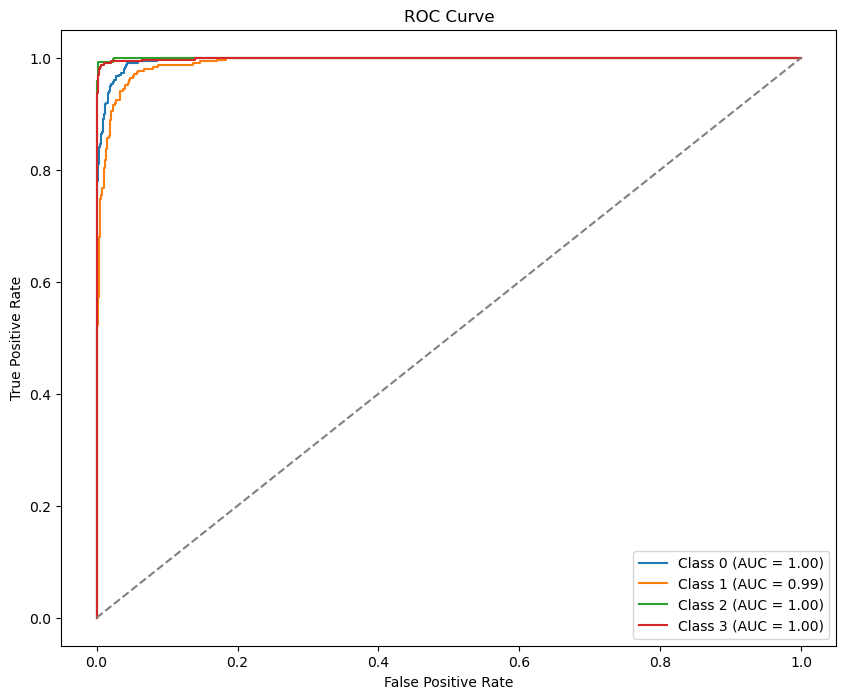 ROC Curve
1.0
0.8
0.6
0.4
0.2
0.0
True Positive Rate
0.0 0.2 0.4 0.6 0.8 1.0
False Positive Rate
Class 0 (AUC = 1.00)
Class 1 (AUC = 0.99)
Class 2 (AUC = 1.00)
Class 3 (AUC = 1.00)